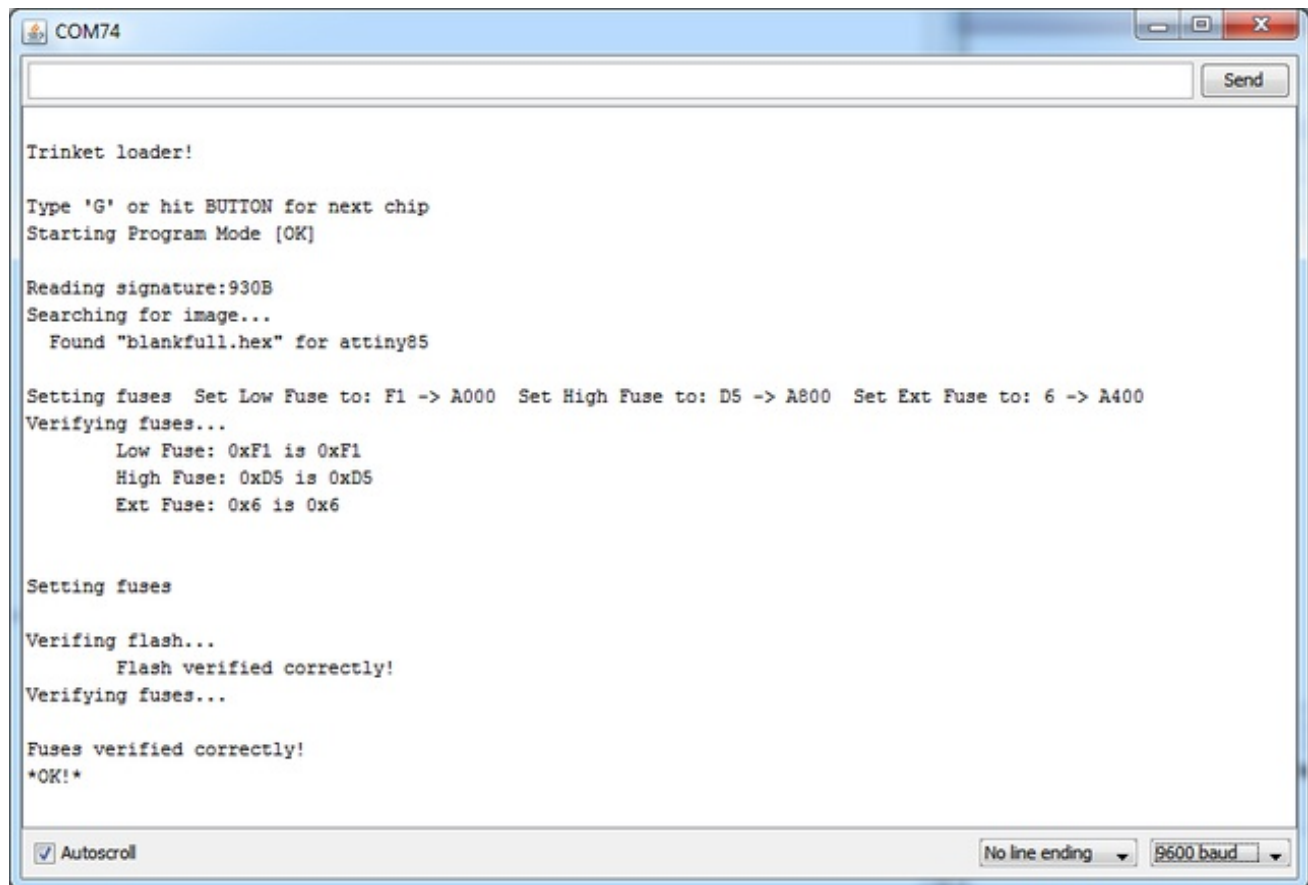 COM74
Send
Trinket loader!
Type 'G' or hit BUTTON for next chip
Starting Program Mode [OK]
Reading signature:930B
Searching for image...
Found "blankfull.hex" for attiny85
Setting fuses  Set Low Fuse to: F1 -> A000  Set High Fuse to: D5 -> A800  Set Ext Fuse to: 6 -> A400
Verifying fuses...
Low Fuse: 0xF1 is 0xF1
High Fuse: 0xD5 is 0xD5
Ext Fuse: 0x6 is 0x6
Setting fuses
Verifing flash...
Flash verified correctly!
Verifying fuses...
Fuses verified correctly!
*OK!*
Autoscroll
No line ending
9600 baud